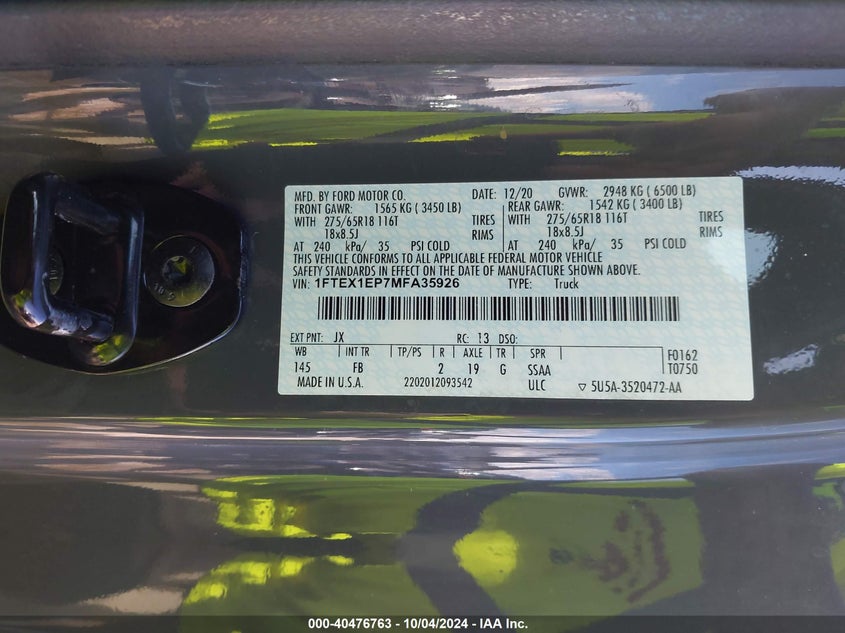 MFD. BY FORD MOTOR CO. DATE: 12/20 GVWR: 2948 KG ( 6500 LB)
FRONT GAWR: 1565 KG ( 3450 LB) REAR GAWR: 1542 KG ( 3400 LB)
WITH 275/65R18 116T TIRES WITH 275/65R18 116T TIRES
18x8.5J RIMS 18x8.5J RIMS
AT 240 kPa/ 35 PSI COLD AT 240 kPa/ 35 PSI COLD
THIS VEHICLE CONFORMS TO ALL APPLICABLE FEDERAL MOTOR VEHICLE
SAFETY STANDARDS IN EFFECT ON THE DATE OF MANUFACTURE SHOWN ABOVE.
VIN: 1FTEX1EP7MFA35926 TYPE: Truck
EXT PNT: JX RC: 13 DSO:
WB INT TR TP/PS R AXLE TR SPR F0162
145 FB 2 19 G SSAA T0750
MADE IN U.S.A. 2202012093542 ULC ▽ 5U5A-3520472-AA
000-40476763 - 10/04/2024 - IAA Inc.